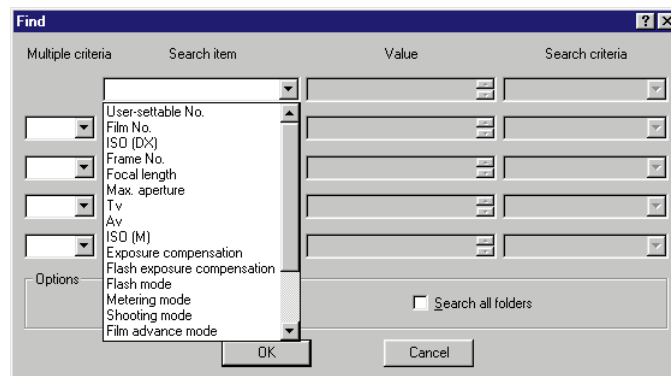 Find
Multiple criteria Search item Value Search criteria
User-settable No.
Film No.
ISO (DX)
Frame No.
Focal length
Max. aperture
Tv
Av
ISO (M)
Exposure compensation
Flash exposure compensation
Flash mode
Metering mode
Shooting mode
Film advance mode
Options
Search all folders
OK Cancel